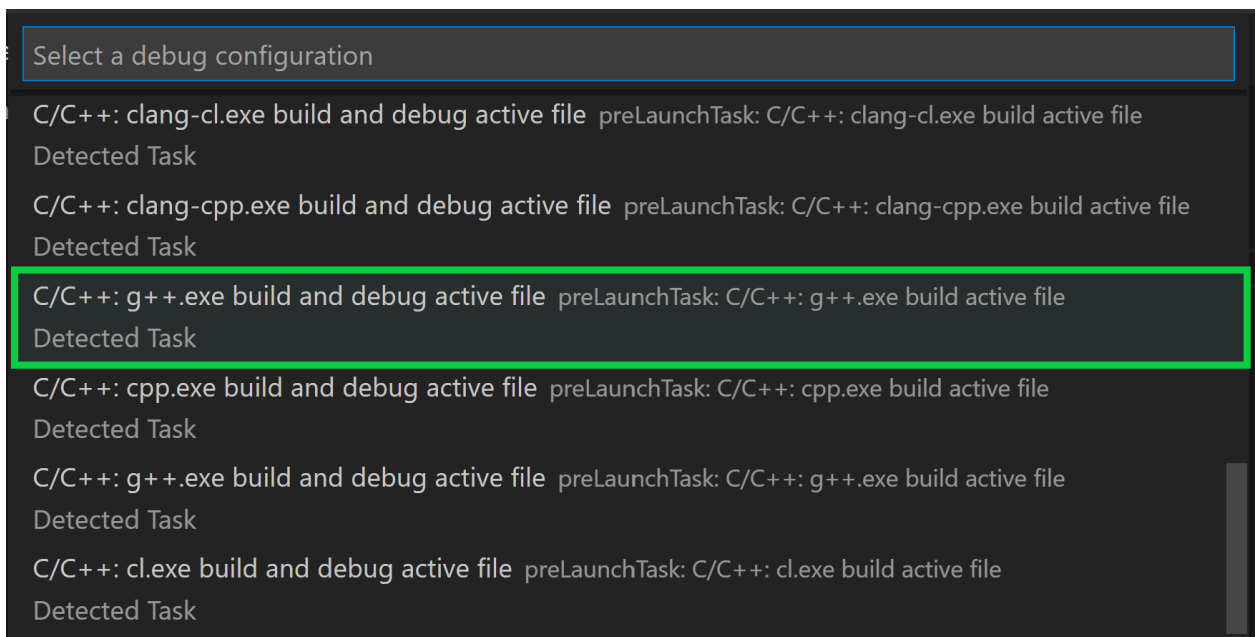 Select a debug configuration
C/C++: clang-cl.exe build and debug active file preLaunchTask: C/C++: clang-cl.exe build active file
Detected Task
C/C++: clang-cpp.exe build and debug active file preLaunchTask: C/C++: clang-cpp.exe build active file
Detected Task
C/C++: g++.exe build and debug active file preLaunchTask: C/C++: g++.exe build active file
Detected Task
C/C++: cpp.exe build and debug active file preLaunchTask: C/C++: cpp.exe build active file
Detected Task
C/C++: g++.exe build and debug active file preLaunchTask: C/C++: g++.exe build active file
Detected Task
C/C++: cl.exe build and debug active file preLaunchTask: C/C++: cl.exe build active file
Detected Task